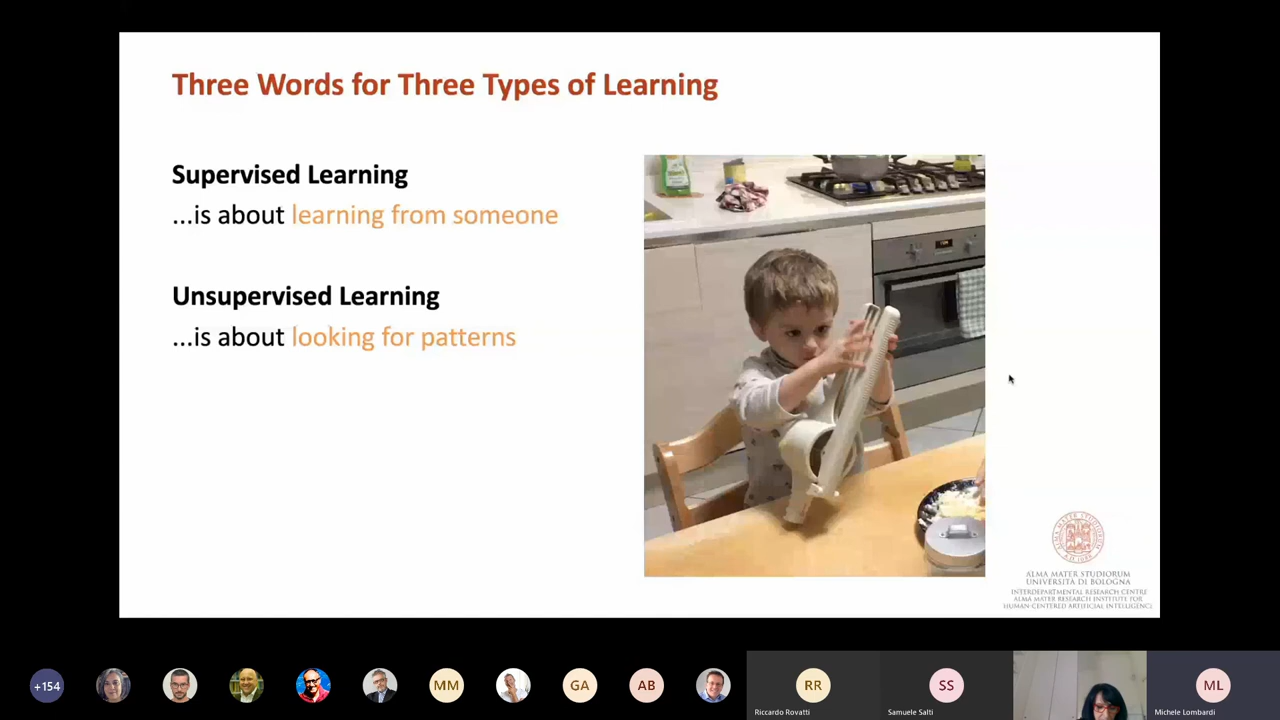 Three Words for Three Types of Learning
Supervised Learning
...is about learning from someone
Unsupervised Learning
...is about looking for patterns
ALMA MATER STUDIORUM
UNIVERSITÀ DI BOLOGNA
INTERDEPARTMENTAL RESEARCH CENTRE
ALMA MATER RESEARCH INSTITUTE FOR
HUMAN-CENTERED ARTIFICIAL INTELLIGENCE
+154
MM
GA
AB
RR
Riccardo Rovatti
SS
Samuele Salti
ML
Michele Lombardi